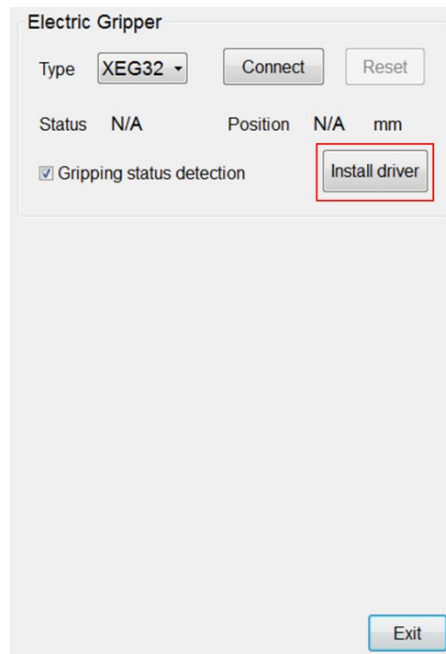 Electric Gripper
Type XEG32 Connect Reset
Status N/A Position N/A mm
Gripping status detection Install driver
Exit